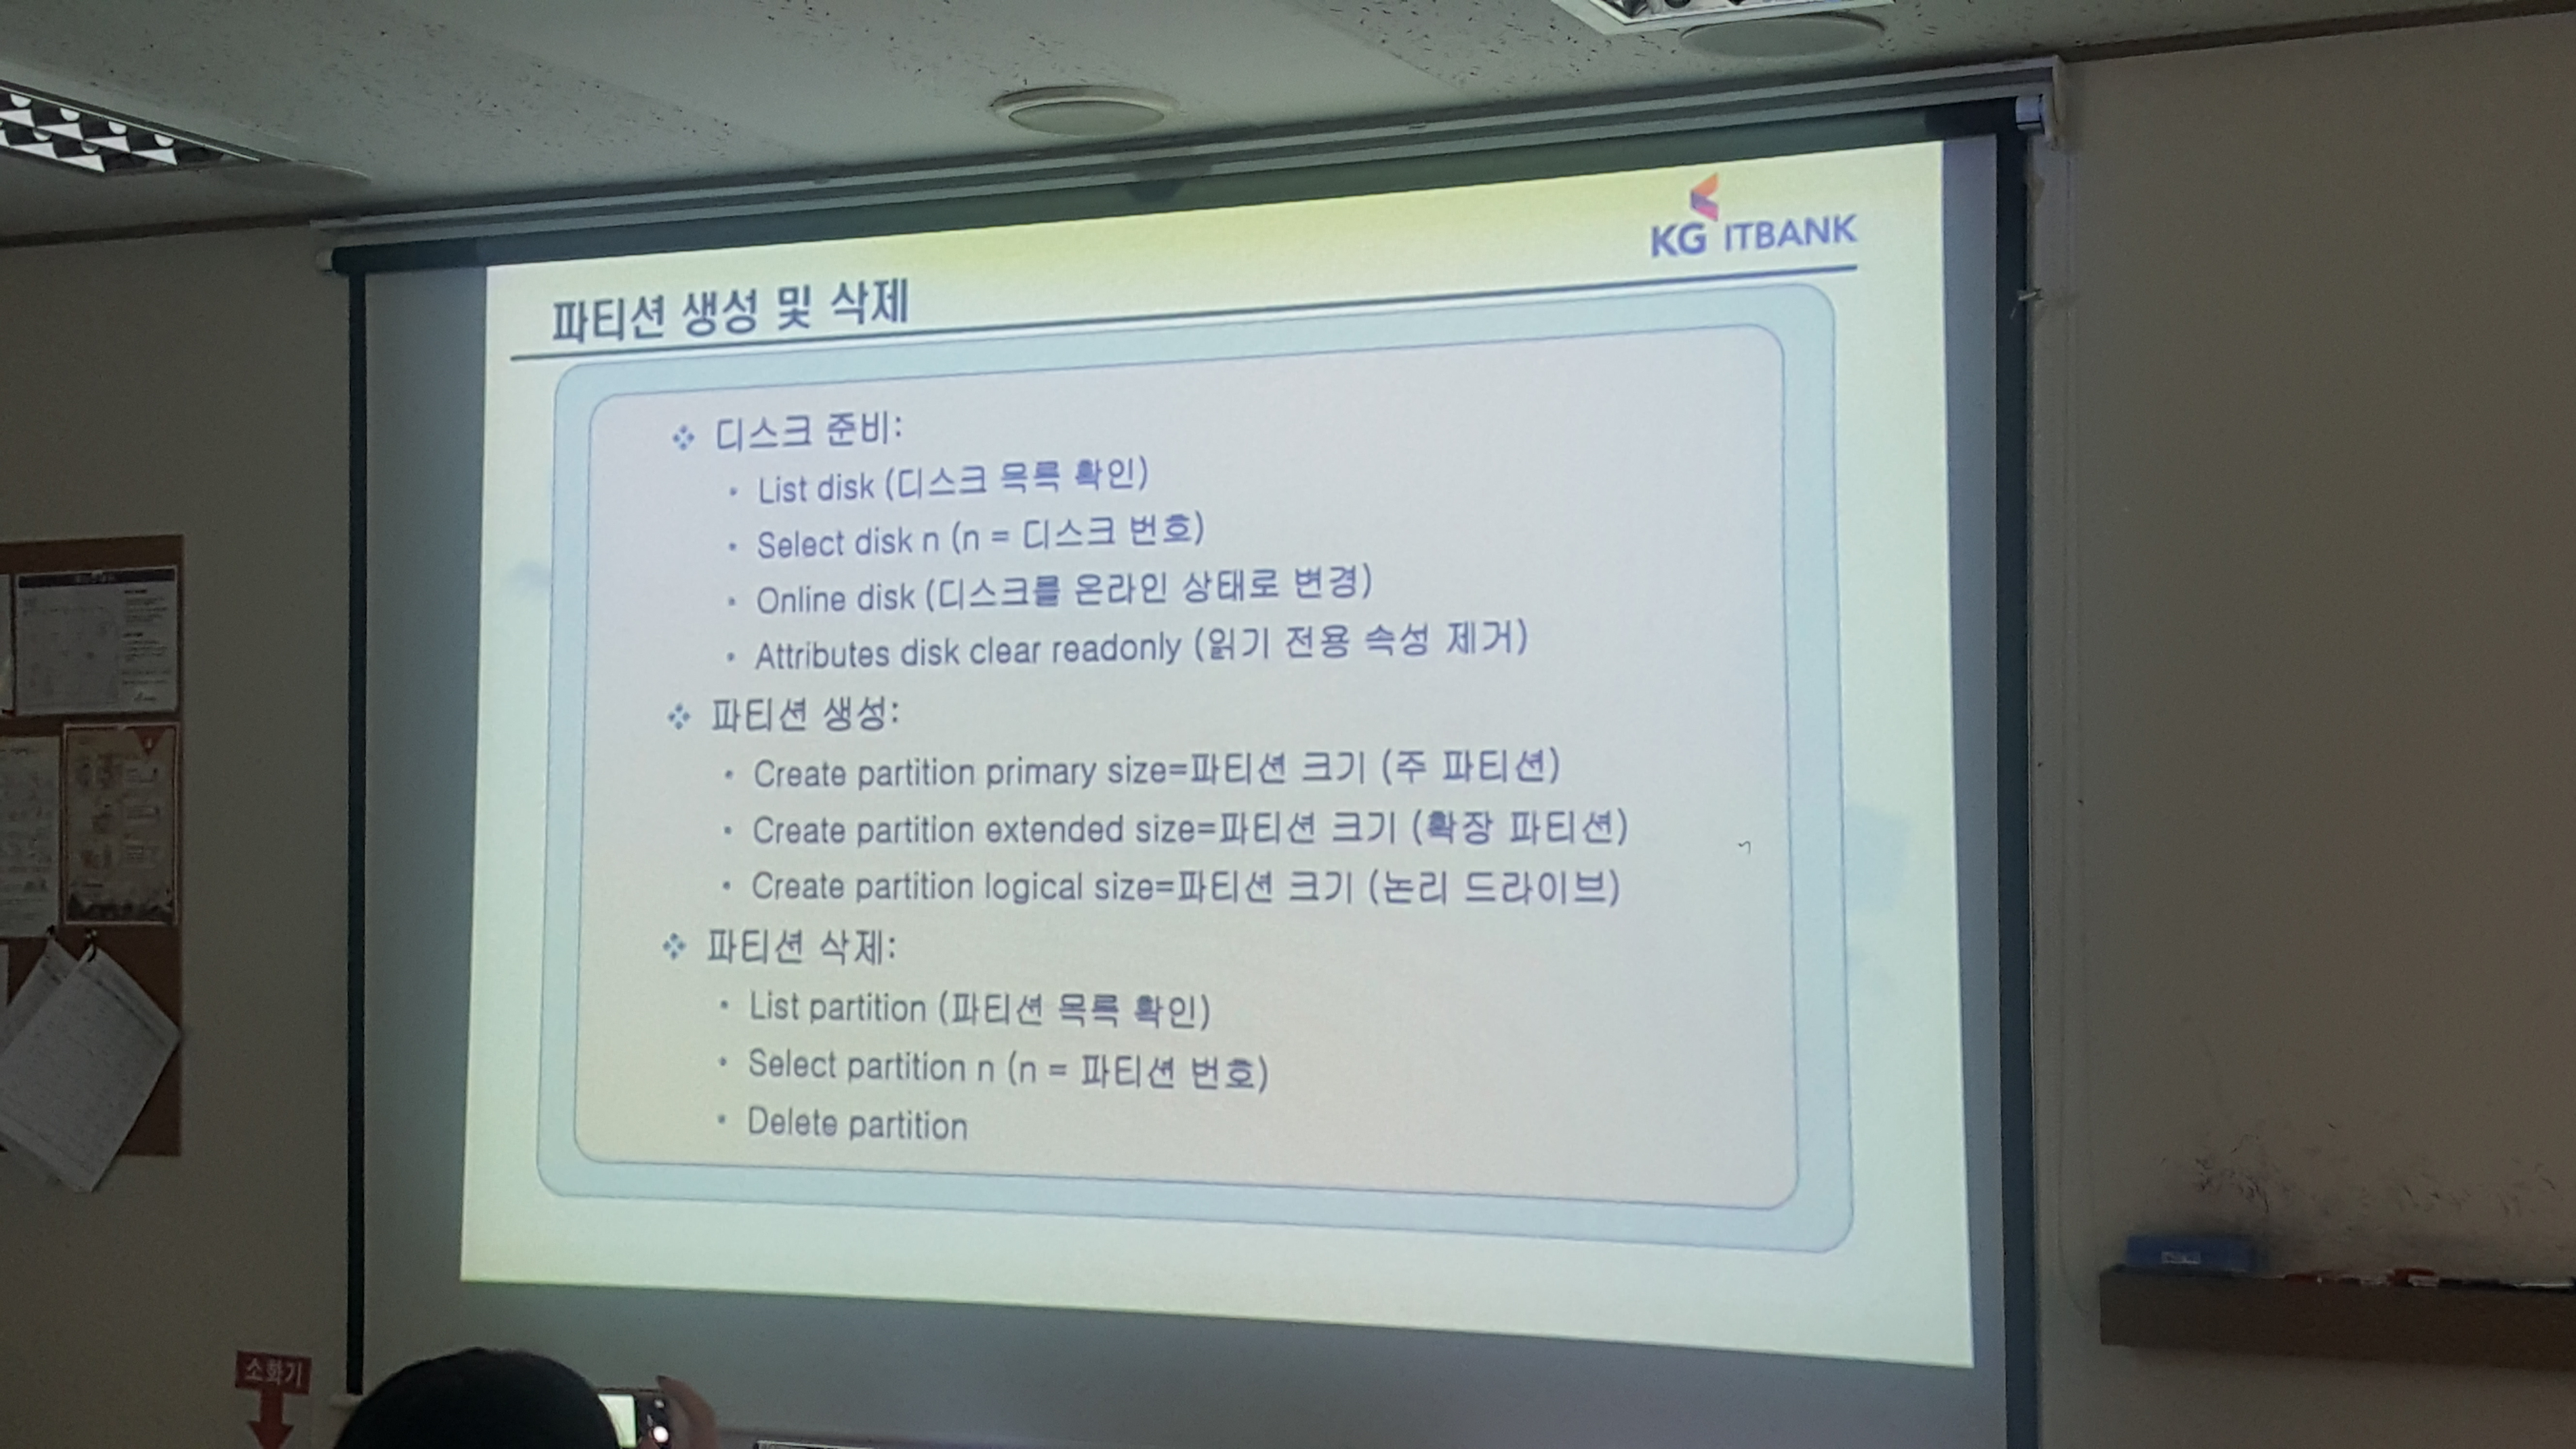 KG ITBANK
파티션 생성 및 삭제
디스크 준비:
List disk (디스크 목록 확인)
Select disk n (n = 디스크 번호)
Online disk (디스크를 온라인 상태로 변경)
Attributes disk clear readonly (읽기 전용 속성 제거)
파티션 생성:
Create partition primary size=파티션 크기 (주 파티션)
Create partition extended size=파티션 크기 (확장 파티션)
Create partition logical size=파티션 크기 (논리 드라이브)
파티션 삭제:
List partition (파티션 목록 확인)
Select partition n (n = 파티션 번호)
Delete partition
소화기